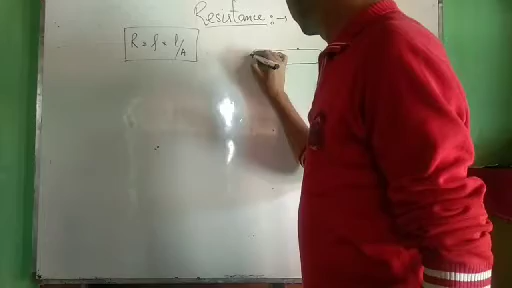 Resistance :- →
R = ρ × l/A